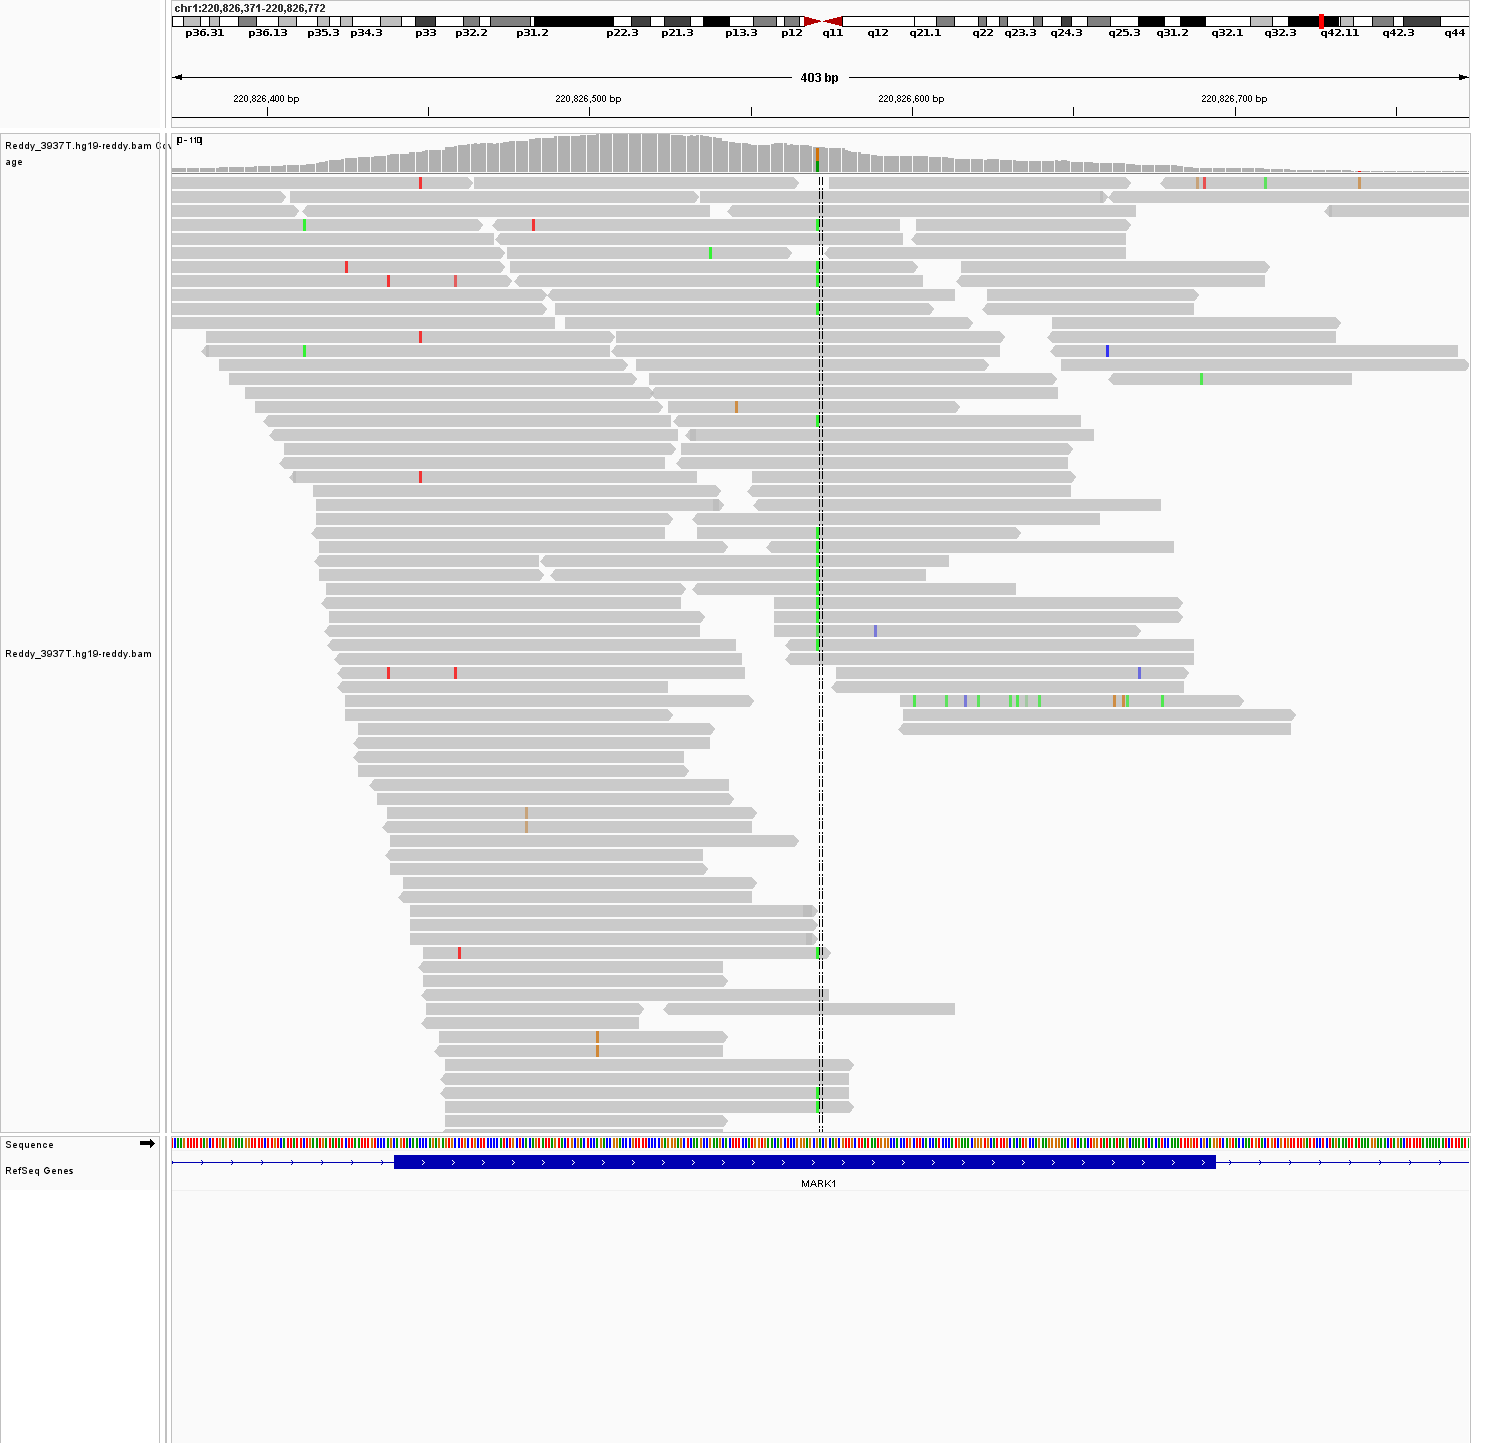 chr1:220,826,371-220,826,772
p36.31 p36.13 p35.3 p34.3 p33 p32.2 p31.2 p22.3 p21.3 p13.3 p12 q11 q12 q21.1 q22 q23.3 q24.3 q25.3 q31.2 q32.1 q32.3 q42.11 q42.3 q44
403 bp
220,826,400 bp 220,826,500 bp 220,826,600 bp 220,826,700 bp
[0 - 110]
Reddy_3937T.hg19-reddy.bam Cov
age
Reddy_3937T.hg19-reddy.bam
Sequence
RefSeq Genes
MARK1